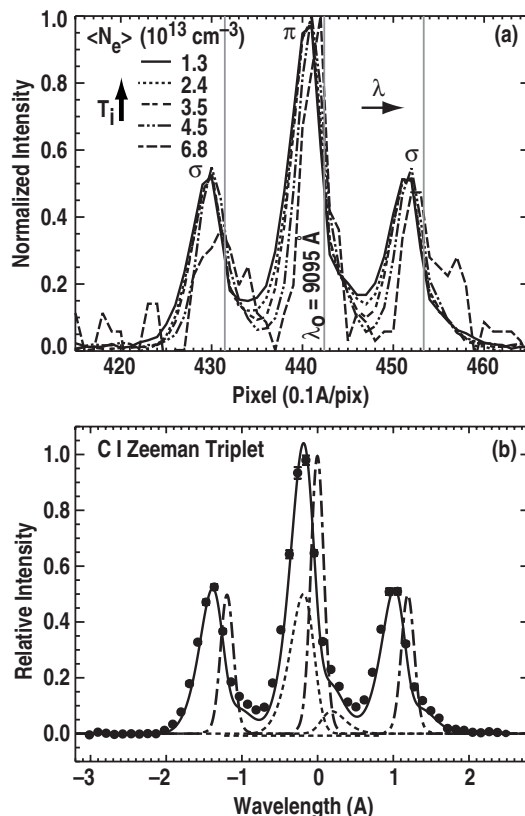 <Nₑ> (10¹³ cm⁻³)
Tᵢ
1.3
2.4
3.5
4.5
6.8
(a)
π
σ
σ
λ
λₒ = 9095 Å
Normalized Intensity
1.0
0.8
0.6
0.4
0.2
0.0
420
430
440
450
460
Pixel (0.1A/pix)
C I Zeeman Triplet
(b)
Relative Intensity
1.0
0.8
0.6
0.4
0.2
0.0
–3
–2
–1
0
1
2
Wavelength (A)